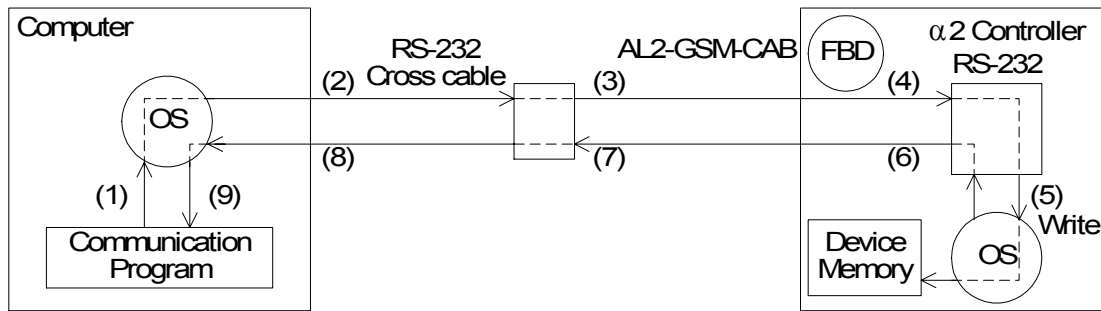 Computer
OS
(1)
(9)
Communication
Program
(2)
RS-232
Cross cable
(8)
AL2-GSM-CAB
(3)
(7)
FBD
α2 Controller
RS-232
(4)
(6)
(5)
Write
Device
Memory
OS